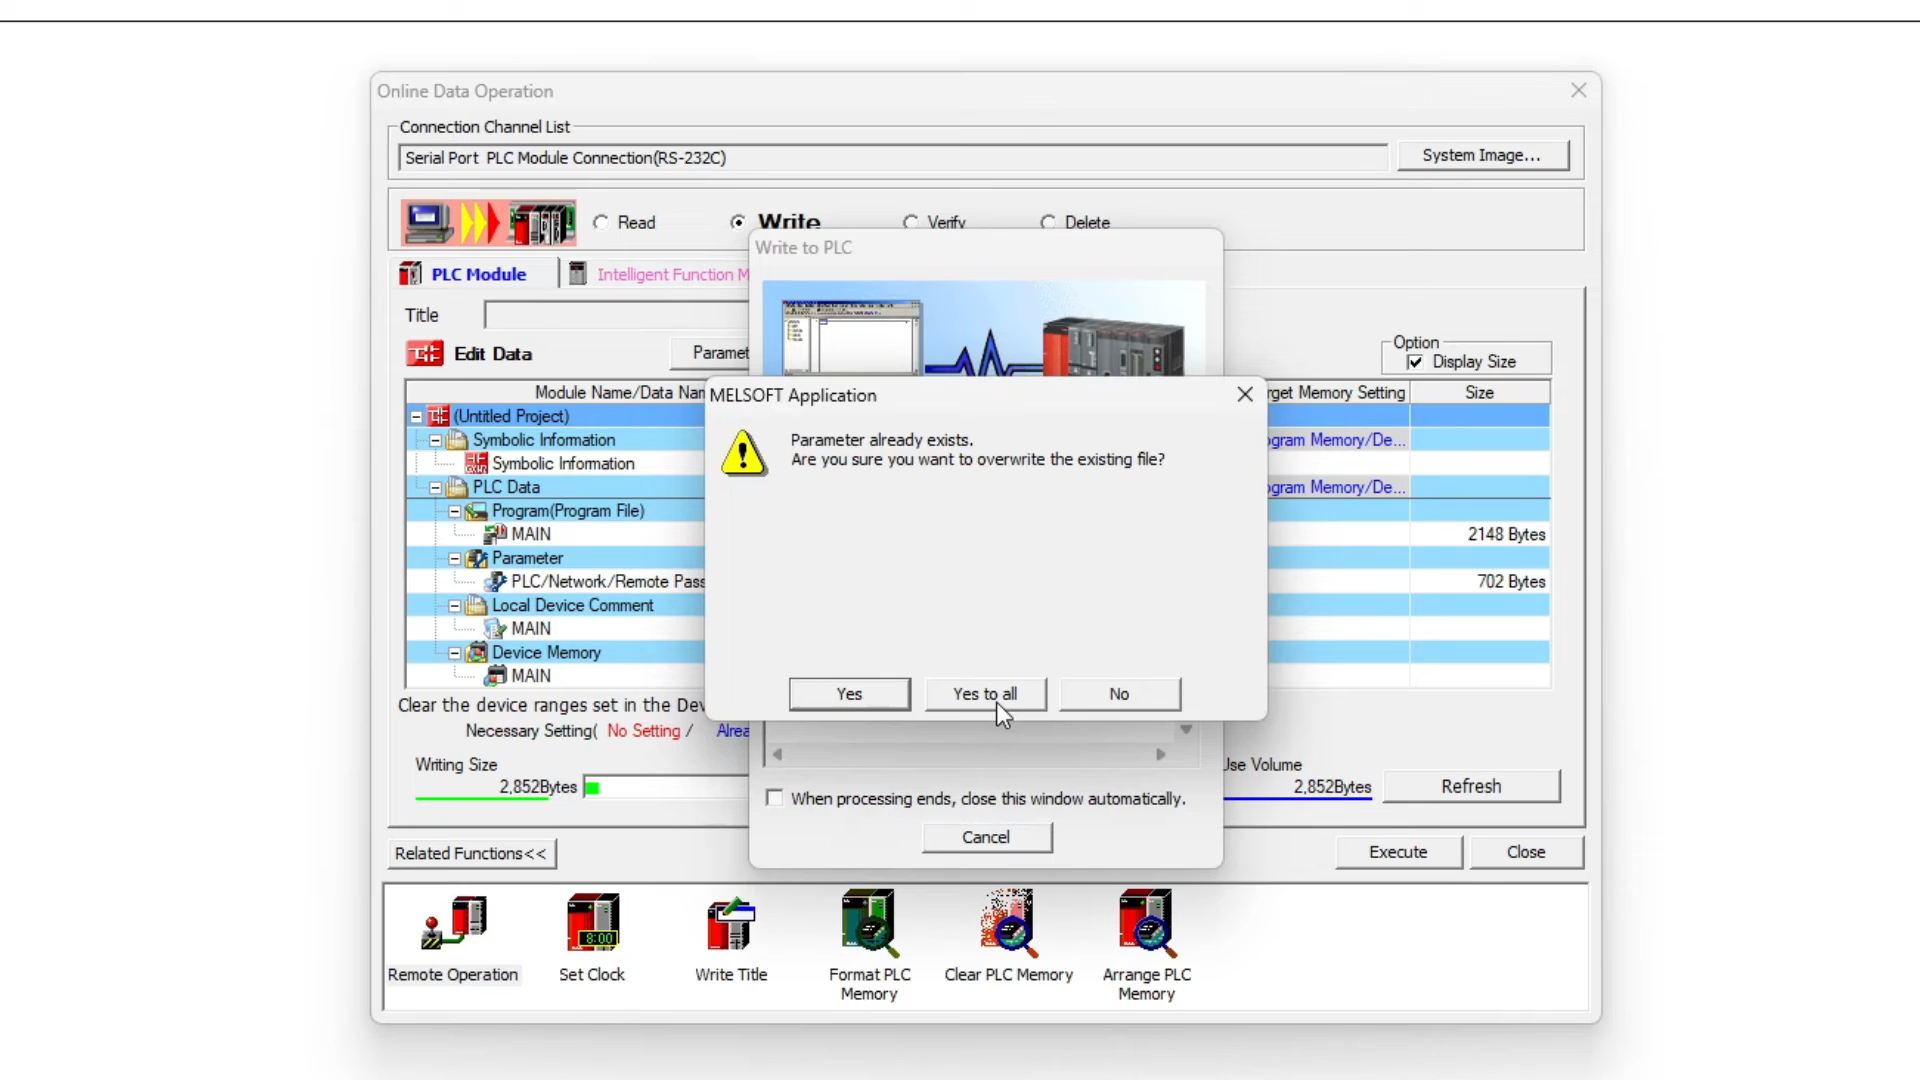 Online Data Operation
Connection Channel List
Serial Port PLC Module Connection(RS-232C)
System Image...
Read
Write
Verify
Delete
Write to PLC
PLC Module
Intelligent Function M
Title
Edit Data
Paramet
Option
Display Size
Module Name/Data Nam
rget Memory Setting
Size
MELSOFT Application
Parameter already exists.
Are you sure you want to overwrite the existing file?
Yes
Yes to all
No
(Untitled Project)
Symbolic Information
ogram Memory/De...
Symbolic Information
PLC Data
ogram Memory/De...
Program(Program File)
MAIN
2148 Bytes
Parameter
PLC/Network/Remote Pass
702 Bytes
Local Device Comment
MAIN
Device Memory
MAIN
Clear the device ranges set in the Dev
Necessary Setting( No Setting / Alrea
Writing Size
2,852Bytes
Use Volume
2,852Bytes
Refresh
When processing ends, close this window automatically.
Cancel
Related Functions<<
Execute
Close
8:00
Remote Operation
Set Clock
Write Title
Format PLC
Memory
Clear PLC Memory
Arrange PLC
Memory